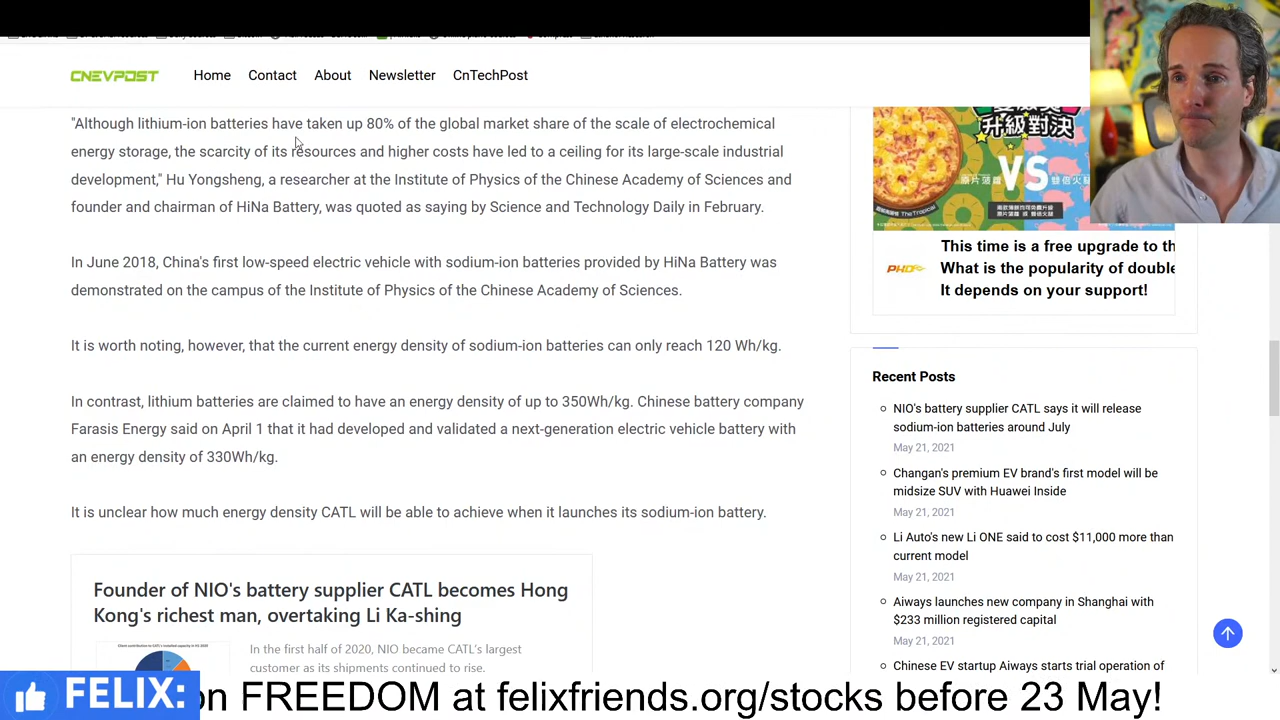 CNEVPOST
Home Contact About Newsletter CnTechPost
"Although lithium-ion batteries have taken up 80% of the global market share of the scale of electrochemical
energy storage, the scarcity of its resources and higher costs have led to a ceiling for its large-scale industrial
development," Hu Yongsheng, a researcher at the Institute of Physics of the Chinese Academy of Sciences and
founder and chairman of HiNa Battery, was quoted as saying by Science and Technology Daily in February.
In June 2018, China's first low-speed electric vehicle with sodium-ion batteries provided by HiNa Battery was
demonstrated on the campus of the Institute of Physics of the Chinese Academy of Sciences.
It is worth noting, however, that the current energy density of sodium-ion batteries can only reach 120 Wh/kg.
In contrast, lithium batteries are claimed to have an energy density of up to 350Wh/kg. Chinese battery company
Farasis Energy said on April 1 that it had developed and validated a next-generation electric vehicle battery with
an energy density of 330Wh/kg.
It is unclear how much energy density CATL will be able to achieve when it launches its sodium-ion battery.
Founder of NIO's battery supplier CATL becomes Hong
Kong's richest man, overtaking Li Ka-shing
In the first half of 2020, NIO became CATL's largest
customer as its shipments continued to rise.
升級對決
VS
The Tropical
PHD
This time is a free upgrade to th
What is the popularity of double
It depends on your support!
Recent Posts
NIO's battery supplier CATL says it will release
sodium-ion batteries around July
May 21, 2021
Changan's premium EV brand's first model will be
midsize SUV with Huawei Inside
May 21, 2021
Li Auto's new Li ONE said to cost $11,000 more than
current model
May 21, 2021
Aiways launches new company in Shanghai with
$233 million registered capital
May 21, 2021
Chinese EV startup Aiways starts trial operation of
FELIX:
on FREEDOM at felixfriends.org/stocks before 23 May!